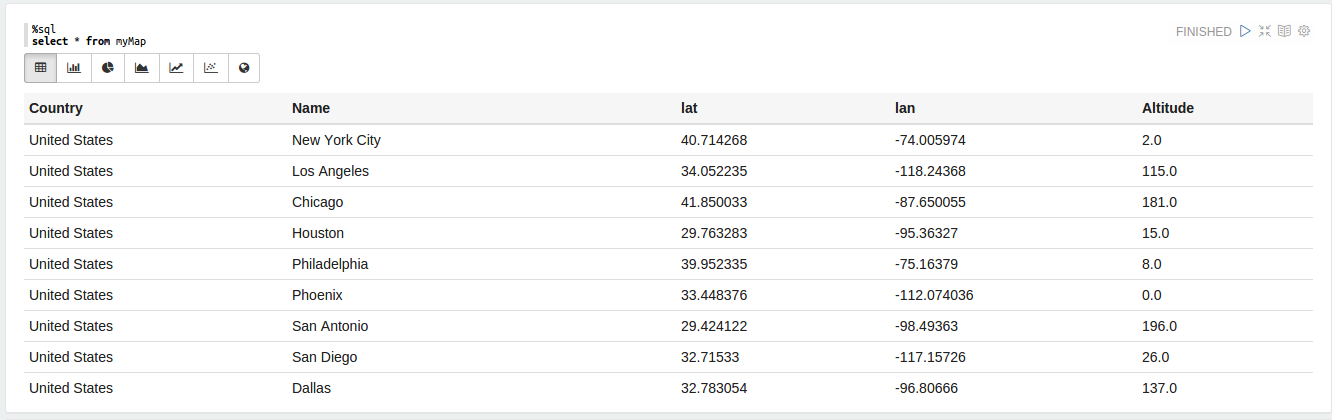 %sql
select * from myMap
FINISHED
Country Name lat lan Altitude
United States New York City 40.714268 -74.005974 2.0
United States Los Angeles 34.052235 -118.24368 115.0
United States Chicago 41.850033 -87.650055 181.0
United States Houston 29.763283 -95.36327 15.0
United States Philadelphia 39.952335 -75.16379 8.0
United States Phoenix 33.448376 -112.074036 0.0
United States San Antonio 29.424122 -98.49363 196.0
United States San Diego 32.71533 -117.15726 26.0
United States Dallas 32.783054 -96.80666 137.0